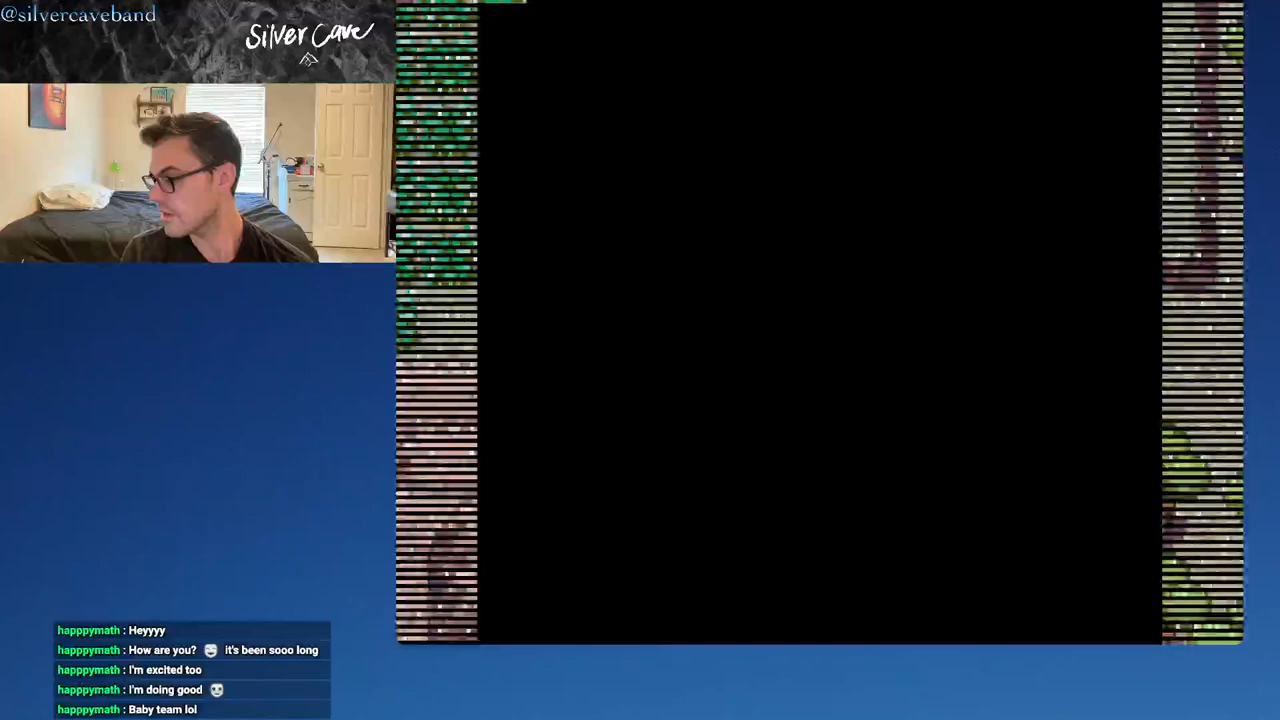 @silvercaveband
Silver Cave
happpymath : Heyyyy
happpymath : How are you? it's been sooo long
happpymath : I'm excited too
happpymath : I'm doing good
happpymath : Baby team lol